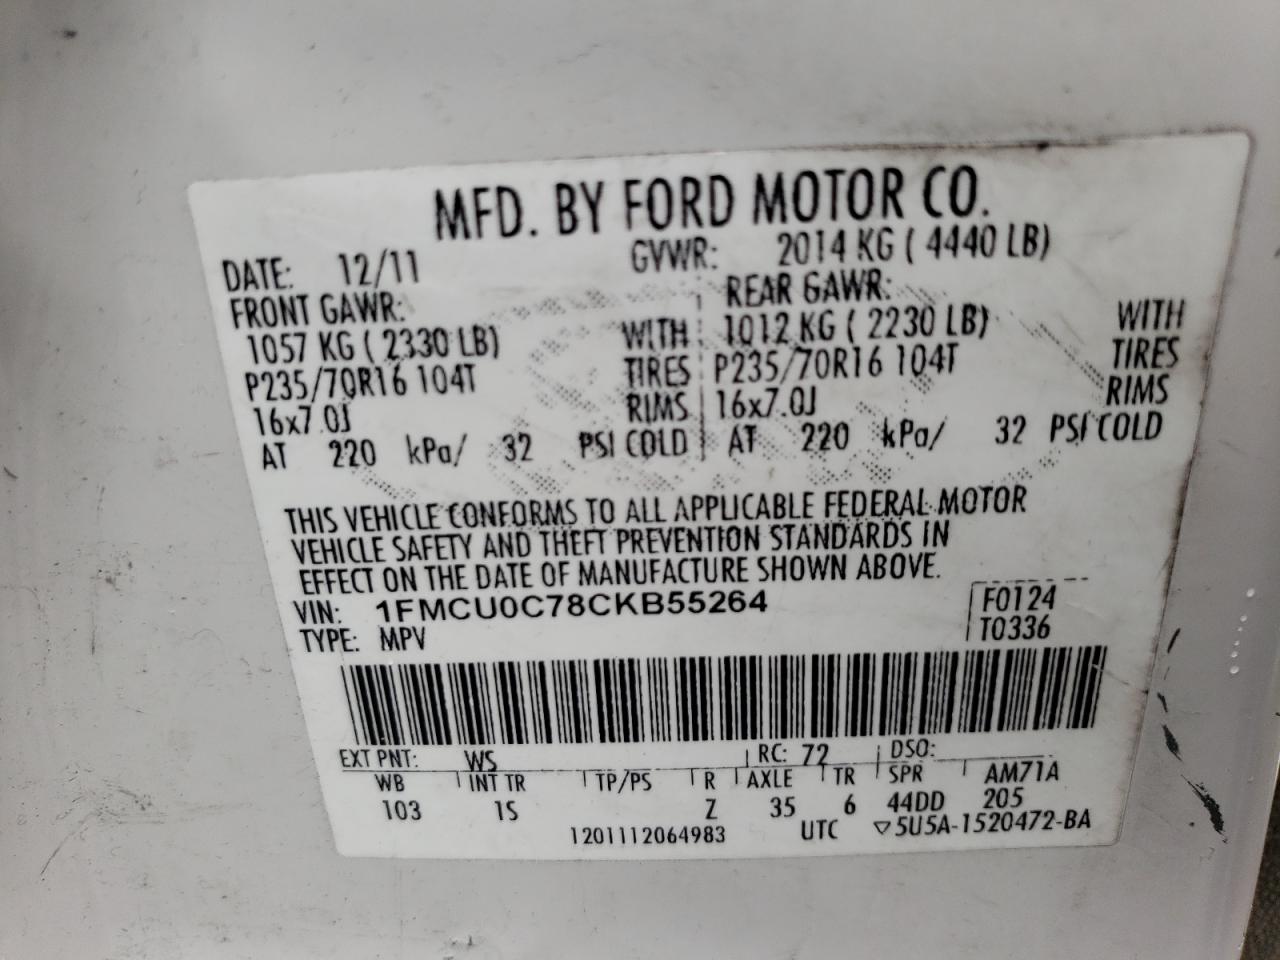 MFD. BY FORD MOTOR CO.
DATE: 12/11 GVWR: 2014 KG ( 4440 LB)
FRONT GAWR: REAR GAWR:
1057 KG ( 2330 LB) WITH 1012 KG ( 2230 LB) WITH
P235/70R16 104T TIRES P235/70R16 104T TIRES
16x7.0J RIMS 16x7.0J RIMS
AT 220 kPa/ 32 PSI COLD AT 220 kPa/ 32 PSI COLD
THIS VEHICLE CONFORMS TO ALL APPLICABLE FEDERAL MOTOR
VEHICLE SAFETY AND THEFT PREVENTION STANDARDS IN
EFFECT ON THE DATE OF MANUFACTURE SHOWN ABOVE.
VIN: 1FMCU0C78CKB55264 F0124
TYPE: MPV T0336
EXT PNT: WS RC: 72 DSO:
WB INT TR TP/PS R AXLE TR SPR AM71A
103 1S Z 35 6 44DD 205
1201112064983 UTC ▽5U5A-1520472-BA